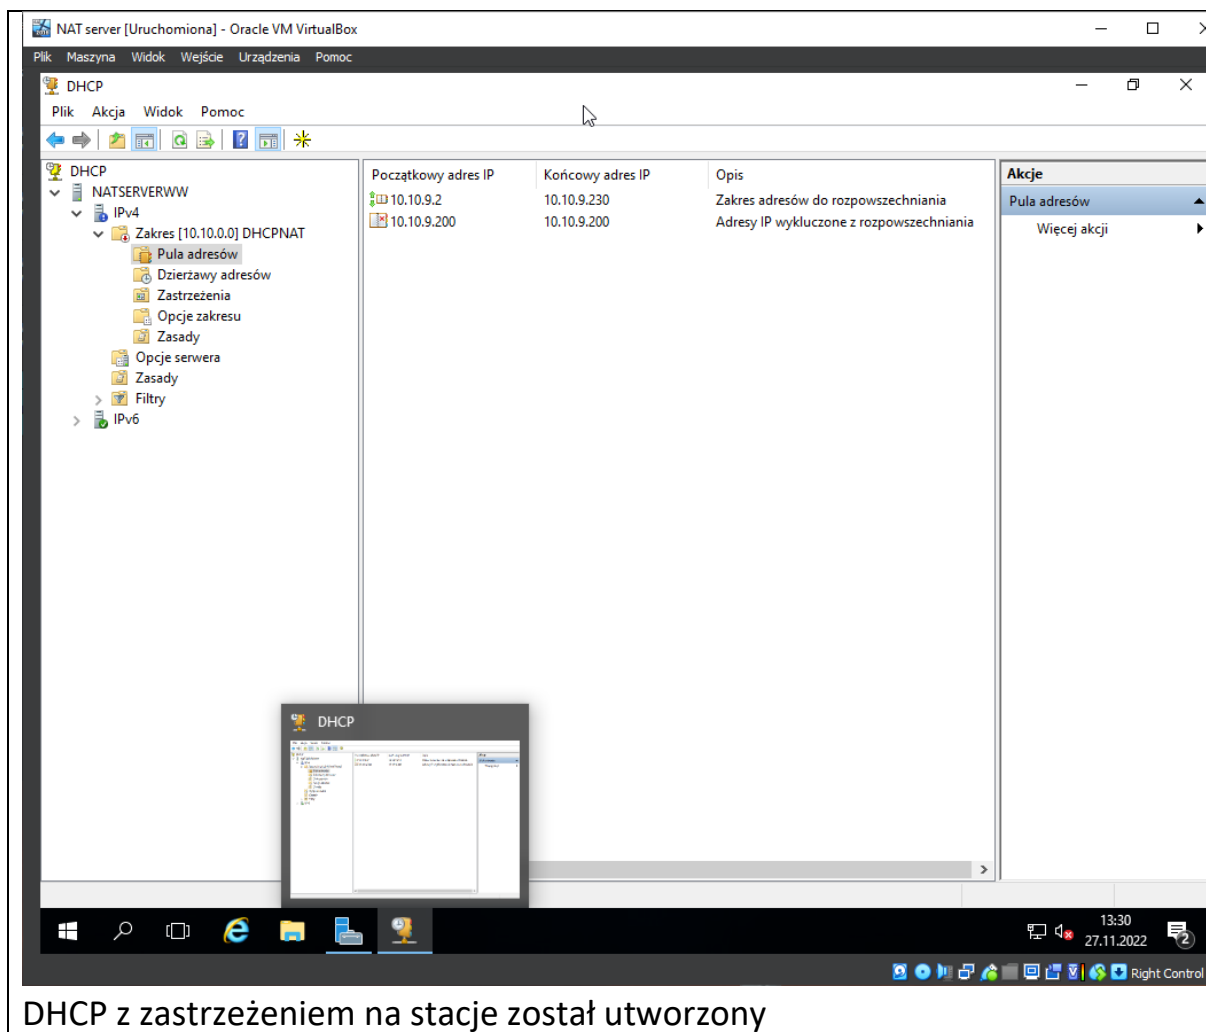 NAT server [Uruchomiona] - Oracle VM VirtualBox
Plik Maszyna Widok Wejście Urządzenia Pomoc
DHCP
Plik Akcja Widok Pomoc
DHCP
NATSERVERWW
IPv4
Zakres [10.10.0.0] DHCPNAT
Pula adresów
Dzierżawy adresów
Zastrzeżenia
Opcje zakresu
Zasady
Opcje serwera
Zasady
Filtry
IPv6
Początkowy adres IP Końcowy adres IP Opis
10.10.9.2 10.10.9.230 Zakres adresów do rozpowszechniania
10.10.9.200 10.10.9.200 Adresy IP wykluczone z rozpowszechniania
Akcje
Pula adresów
Więcej akcji
DHCP
13:30
27.11.2022
2
Right Control
DHCP z zastrzeżeniem na stacje został utworzony